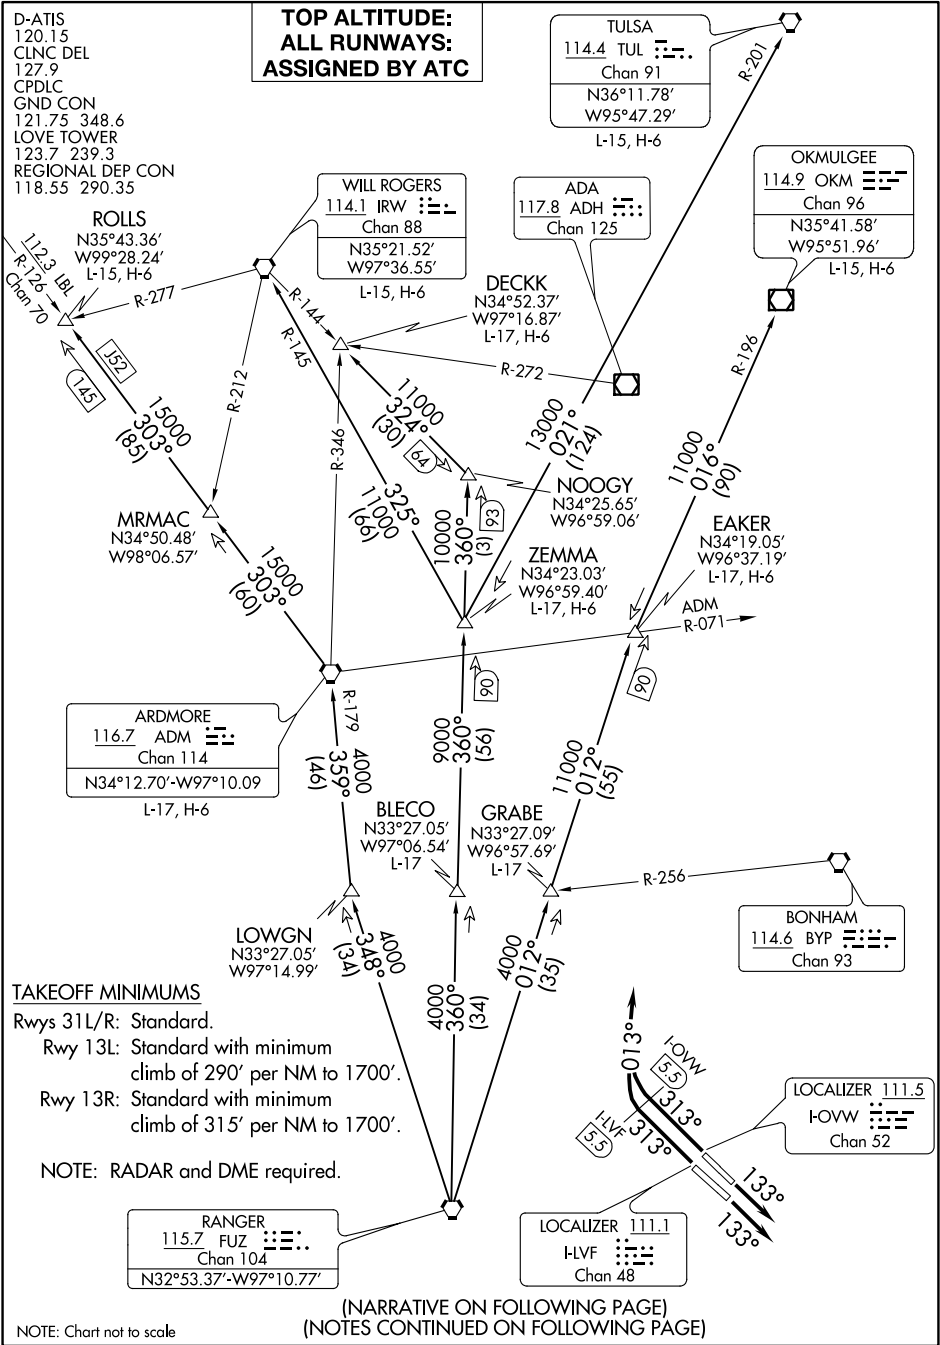 D-ATIS
120.15
CLNC DEL
127.9
CPDLC
GND CON
121.75 348.6
LOVE TOWER
123.7 239.3
REGIONAL DEP CON
118.55 290.35
TOP ALTITUDE:
ALL RUNWAYS:
ASSIGNED BY ATC
TULSA
114.4 TUL
Chan 91
N36°11.78'
W95°47.29'
L-15, H-6
R-201
OKMULGEE
114.9 OKM
Chan 96
N35°41.58'
W95°51.96'
L-15, H-6
R-196
WILL ROGERS
114.1 IRW
Chan 88
N35°21.52'
W97°36.55'
L-15, H-6
ADA
117.8 ADH
Chan 125
ROLLS
N35°43.36'
W99°28.24'
L-15, H-6
112.3 LBL
R-126
Chan 70
R-277
R-144
R-145
R-212
R-346
R-272
DECKK
N34°52.37'
W97°16.87'
L-17, H-6
J52
145
15000
303°
(85)
11000
324°
(30)
64
13000
021°
(124)
11000
016°
(90)
325°
11000
(66)
10000
360°
(3)
93
NOOGY
N34°25.65'
W96°59.06'
MRMAC
N34°50.48'
W98°06.57'
15000
303°
(60)
ZEMMA
N34°23.03'
W96°59.40'
L-17, H-6
EAKER
N34°19.05'
W96°37.19'
L-17, H-6
ADM
R-071
90
90
ARDMORE
116.7 ADM
Chan 114
N34°12.70'-W97°10.09
L-17, H-6
R-179
4000
359°
(46)
9000
360°
(56)
11000
012°
(55)
BLECO
N33°27.05'
W97°06.54'
L-17
GRABE
N33°27.09'
W96°57.69'
L-17
R-256
BONHAM
114.6 BYP
Chan 93
LOWGN
N33°27.05'
W97°14.99'
4000
348°
(34)
4000
360°
(34)
4000
012°
(35)
TAKEOFF MINIMUMS
Rwys 31L/R: Standard.
Rwy 13L: Standard with minimum
climb of 290' per NM to 1700'.
Rwy 13R: Standard with minimum
climb of 315' per NM to 1700'.
NOTE: RADAR and DME required.
013°
I-OVW
5.5
313°
I-LVF
5.5
313°
133°
133°
LOCALIZER 111.5
I-OVW
Chan 52
LOCALIZER 111.1
I-LVF
Chan 48
RANGER
115.7 FUZ
Chan 104
N32°53.37'-W97°10.77'
(NARRATIVE ON FOLLOWING PAGE)
(NOTES CONTINUED ON FOLLOWING PAGE)
NOTE: Chart not to scale